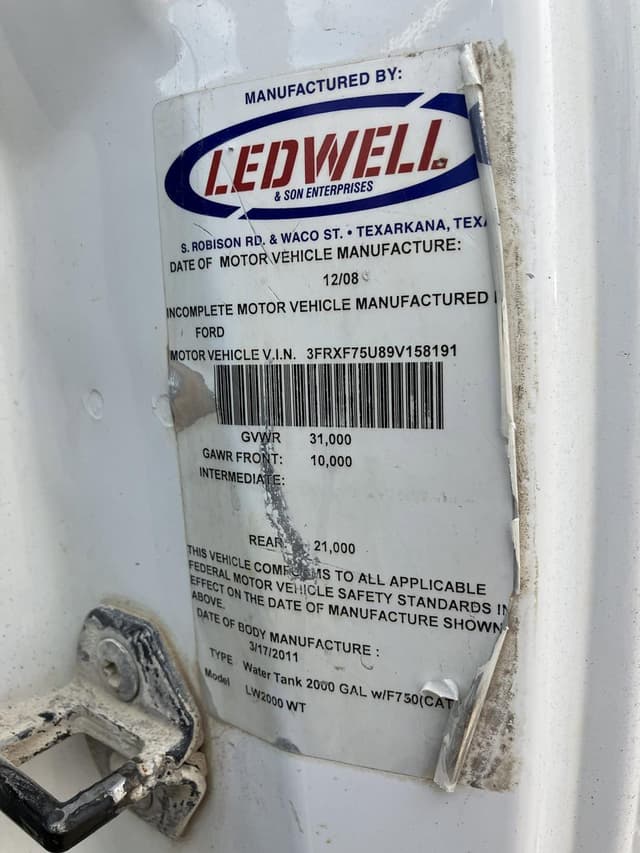 MANUFACTURED BY:
LEDWELL
& SON ENTERPRISES
S. ROBISON RD. & WACO ST. • TEXARKANA,
DATE OF MOTOR VEHICLE MANUFACTURE:
12/08
INCOMPLETE MOTOR VEHICLE MANUFACTURED
FORD
MOTOR VEHICLE V.I.N. 3FRXF75U89V158191
GVWR 31,000
GAWR FRONT: 10,000
INTERMEDIATE:
REAR 21,000
THIS VEHICLE CONFORMS TO ALL APPLICABLE
FEDERAL MOTOR VEHICLE SAFETY STANDARDS IN
EFFECT ON THE DATE OF MANUFACTURE SHOWN
ABOVE.
DATE OF BODY MANUFACTURE :
3/17/2011
TYPE Water Tank 2000 GAL w/F750(CAT
Model LW2000 WT